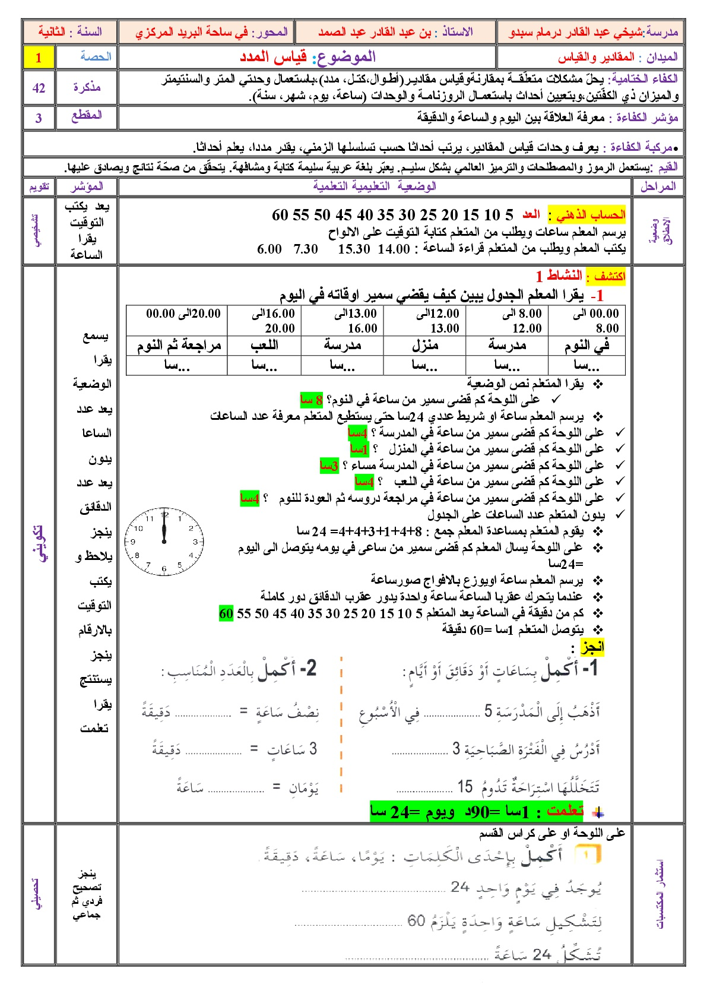 مدرسة:شيخي عبد القادر درمام سبدو
الاستاذ : بن عبد القادر عبد الصمد
المحور: في ساحة البريد المركزي
السنة : الثانية
الميدان : المقادير والقياس
الموضوع: قياس المدد
الحصة
1
الكفاء الختامية: يحلّ مشكلات متعلّقــة بمقارنةوقياس مقاديـر(أطـوال،كتـل، مدد)،باستعمال وحدتي المتر والسنتيمتر
والميزان ذي الكفّتين،وبتعيين أحداث باستعمـال الروزنامـة والوحدات (ساعة، يوم، شهر، سنة).
مذكرة
42
مؤشر الكفاءة : معرفة العلاقة بين اليوم والساعة والدقيقة
المقطع
3
•مركبة الكفاءة : يعرف وحدات قياس المقادير، يرتب أحداثا حسب تسلسلها الزمني، يقدر مددا، يعلم أحداثا.
القيم :يستعمل الرموز والمصطلحات والترميز العالمي بشكل سليـم. يعبّر بلغة عربية سليمة كتابة ومشافهة. يتحقّق من صحّة نتائج ويصادق عليها.
المراحل
الوضعية التعليمية التعلمية
المؤشر
تقويم
وضعية
الانطلاق
الحساب الذهني : العد 5 10 15 20 25 30 35 40 45 50 55 60
يرسم المعلم ساعات ويطلب من المتعلم كتابة التوقيت على الالواح
يكتب المعلم ويطلب من المتعلم قراءة الساعة : 14.00 15.30 7.30 6.00
يعد يكتب
التوقيت
يقرا
الساعة
تشخيصي
اكتشف : النشاط 1
1- يقرا المعلم الجدول يبين كيف يقضي سمير اوقاته في اليوم
00.00 الى
8.00
8.00 الى
12.00
12.00الى
13.00
13.00الى
16.00
16.00الى
20.00
20.00الى 00.00
في النوم
مدرسة
منزل
مدرسة
اللعب
مراجعة ثم النوم
...سا
...سا
...سا
...سا
...سا
...سا
❖ يقرا المتعلم نص الوضعية
✓ على اللوحة كم قضى سمير من ساعة في النوم؟ 8 سا
❖ يرسم المعلم ساعة او شريط عددي 24سا حتى يستطيع المتعلم معرفة عدد الساعات
✓ على اللوحة كم قضى سمير من ساعة في المدرسة ؟ 4سا
✓ على اللوحة كم قضى سمير من ساعة في المنزل ؟ 1سا
✓ على اللوحة كم قضى سمير من ساعة في المدرسة مساء ؟ 3سا
✓ على اللوحة كم قضى سمير من ساعة في اللعب ؟ 4سا
✓ على اللوحة كم قضى سمير من ساعة في مراجعة دروسه ثم العودة للنوم ؟ 4سا
✓ يدون المتعلم عدد الساعات على الجدول
❖ يقوم المتعلم بمساعدة المعلم جمع : 8+4+1+3+4+4= 24 سا
❖ على اللوحة يسال المعلم كم قضى سمير من ساعى في يومه يتوصل الى اليوم
=24سا
❖ يرسم المعلم ساعة اويوزع بالافواج صورساعة
❖ عندما يتحرك عقربا الساعة ساعة واحدة يدور عقرب الدقائق دور كاملة
❖ كم من دقيقة في الساعة يعد المتعلم 5 10 15 20 25 30 35 40 45 50 55 60
❖ يتوصل المتعلم 1سا =60 دقيقة
12
1
2
3
4
5
6
7
8
9
10
11
انجز :
1- أَكْمِلْ بِسَاعَاتٍ أَوْ دَقَائِقَ أَوْ أَيَّامٍ:
أَذْهَبُ إِلَى الْمَدْرَسَةِ 5 ..................... فِي الْأُسْبُوعِ
أَدْرُسُ فِي الْفَتْرَةِ الصَّبَاحِيَةِ 3 .....................
تَتَخَلَّلُهَا اسْتِرَاحَةٌ تَدُومُ 15 .....................
2- أَكْمِلْ بِالْعَدَدِ الْمُنَاسِبِ:
نِصْفُ سَاعَةٍ = ..................... دَقِيقَةً
3 سَاعَاتٍ = ..................... دَقِيقَةً
يَوْمَانِ = ..................... سَاعَةً
تعلمت : 1سا =90د ويوم =24 سا
يسمع
يقرا
الوضعية
يعد عدد
الساعا
يدون
يعد عدد
الدقائق
ينجز
يلاحظ و
يكتب
التوقيت
بالارقام
ينجز
يستنتج
يقرا
تعلمت
تكويني
استثمار المكتسبات
على اللوحة او على كراس القسم
١ أَكْمِلْ بِإِحْدَى الْكَلِمَاتِ : يَوْمًا، سَاعَةً، دَقِيقَةً.
يُوجَدُ فِي يَوْمٍ وَاحِدٍ 24 ........................................
لِتَشْكِيلِ سَاعَةٍ وَاحِدَةٍ يَلْزَمُ 60 ..............................
تُشَكِّلُ 24 سَاعَةً ........................................
ينجز
تصحيح
فردي ثم
جماعي
تحصيلي